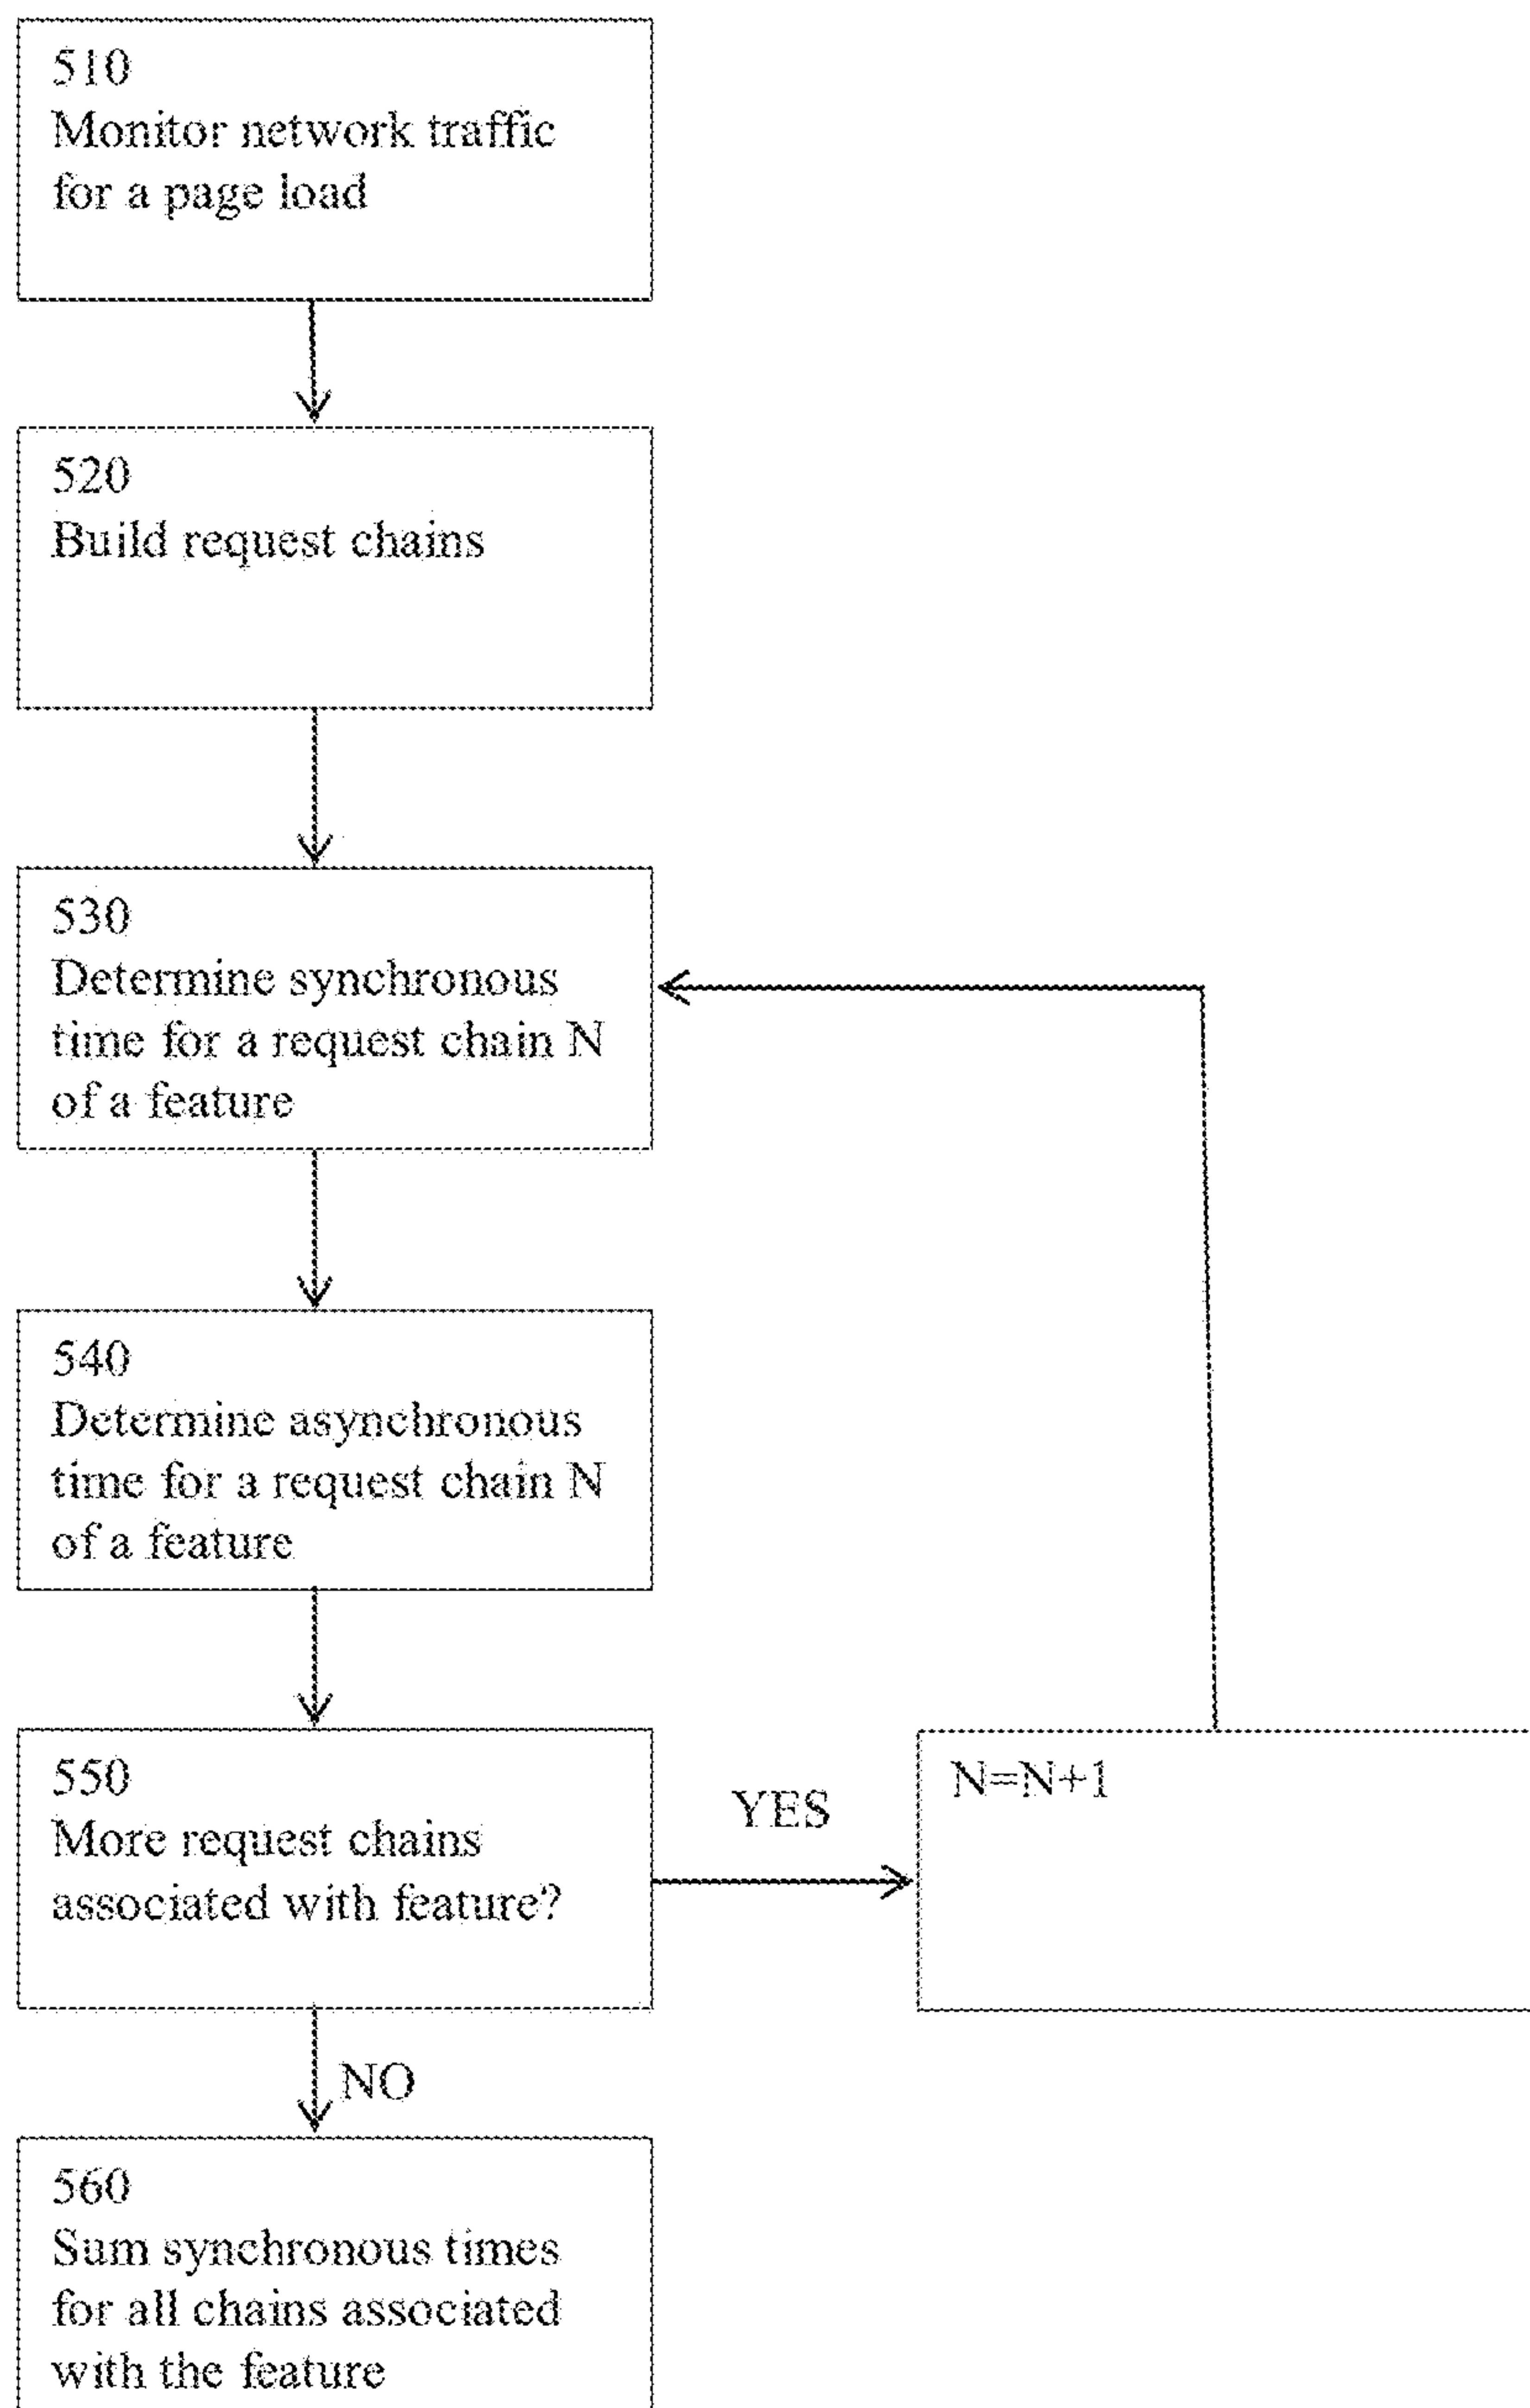 510
Monitor network traffic
for a page load
520
Build request chains
530
Determine synchronous
time for a request chain N
of a feature
540
Determine asynchronous
time for a request chain N
of a feature
550
More request chains
associated with feature?
YES
N=N+1
NO
560
Sum synchronous times
for all chains associated
with the feature